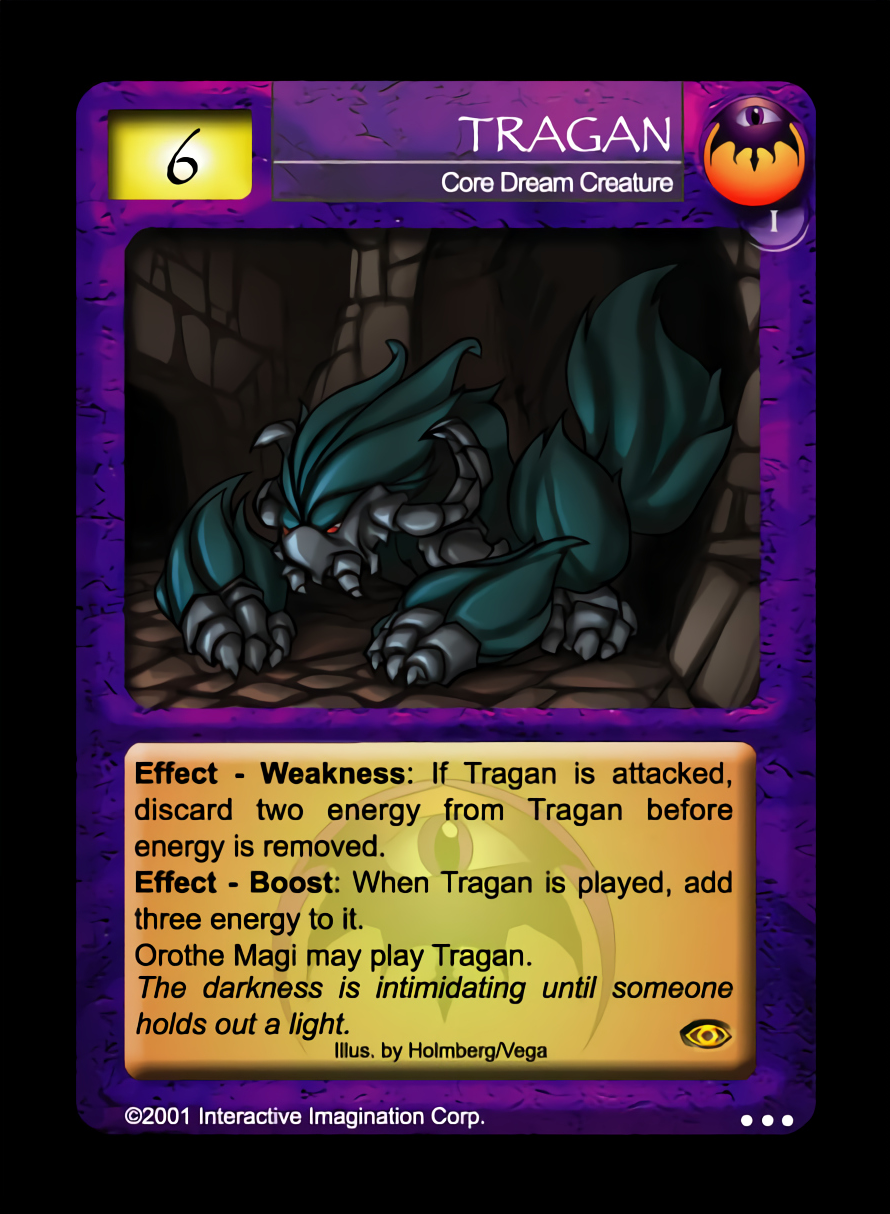 6
TRAGAN
Core Dream Creature
I
Effect - Weakness: If Tragan is attacked,
discard two energy from Tragan before
energy is removed.
Effect - Boost: When Tragan is played, add
three energy to it.
Orothe Magi may play Tragan.
The darkness is intimidating until someone
holds out a light.
Illus. by Holmberg/Vega
©2001 Interactive Imagination Corp.